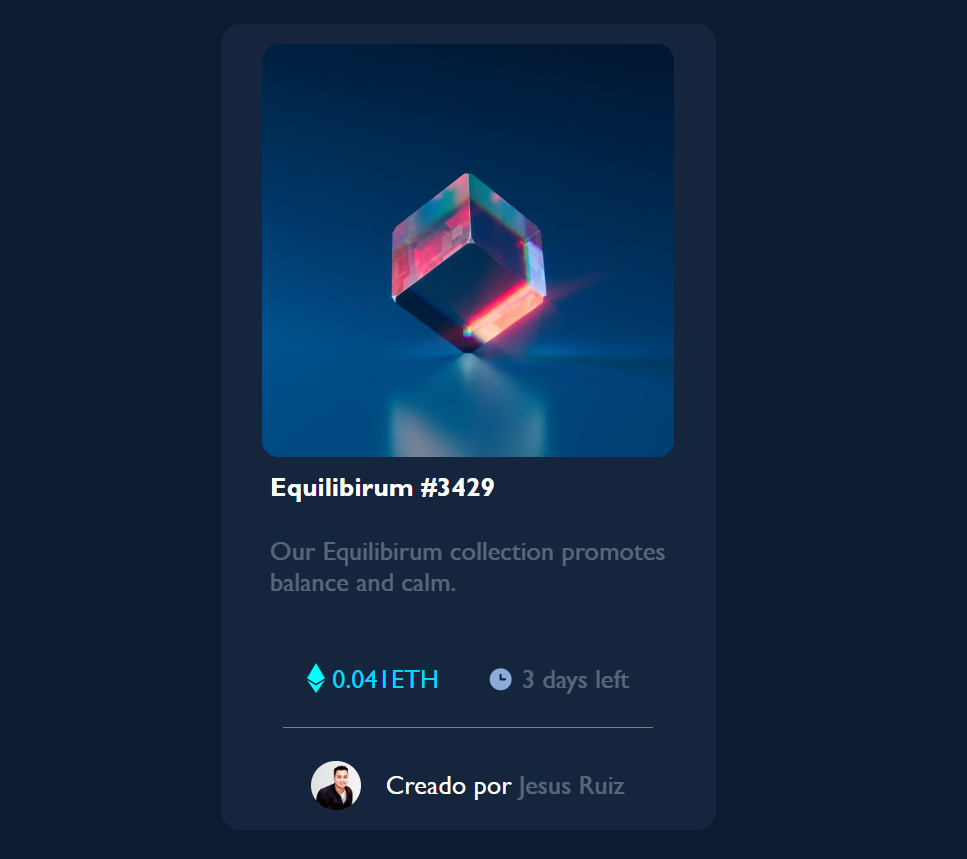 Equilibirum #3429
Our Equilibirum collection promotes
balance and calm.
0.041ETH
3 days left
Creado por Jesus Ruiz